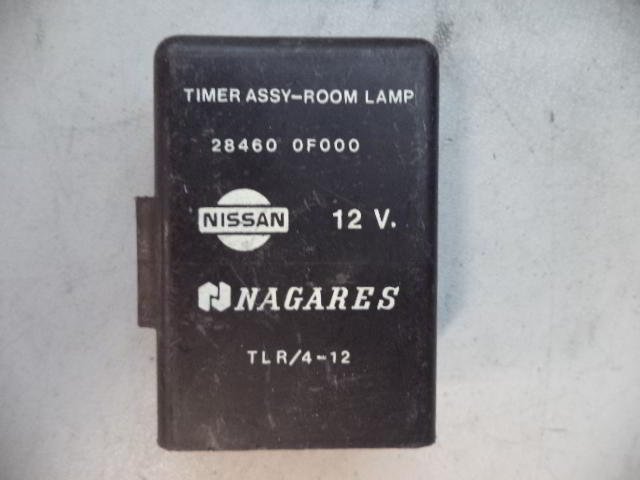 TIMER ASSY-ROOM LAMP
28460 0F000
NISSAN 12 V.
NAGARES
TLR/4-12